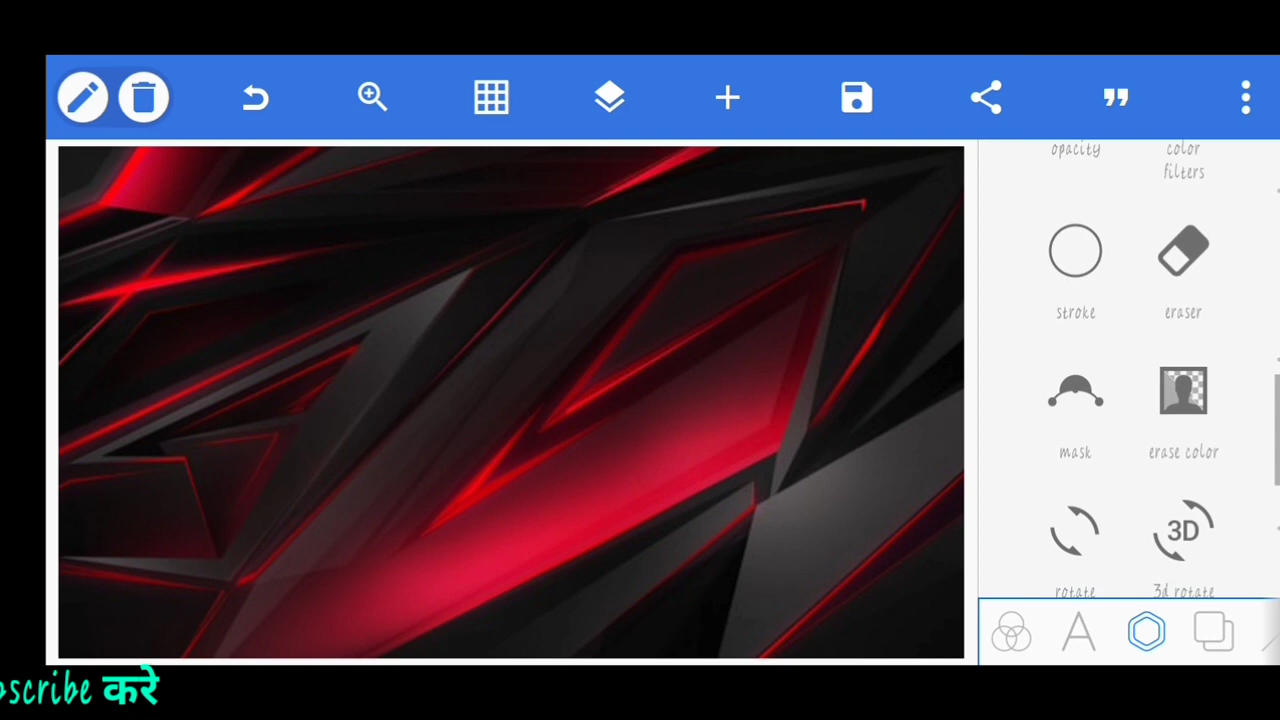 opacity
color
filters
stroke
eraser
mask
erase color
3D
rotate
3d rotate
scribe करे